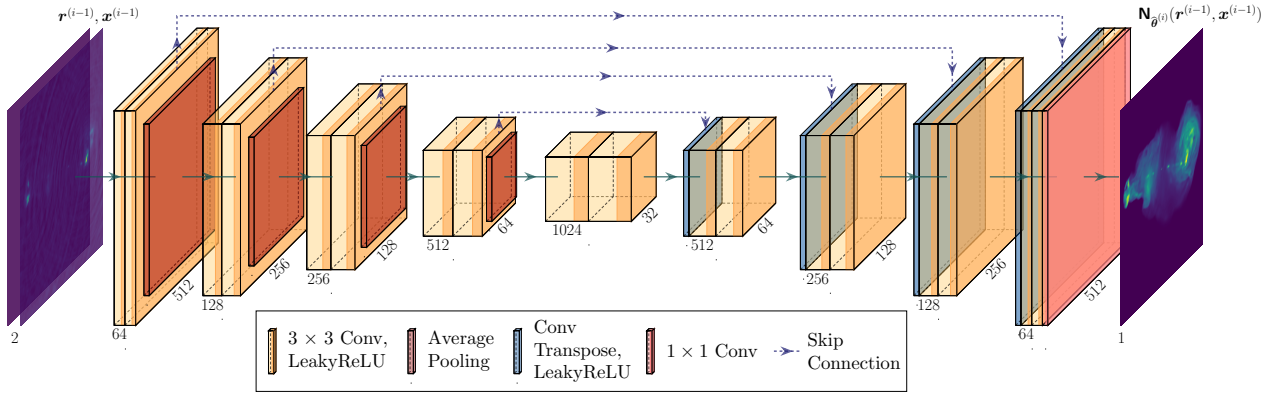 𝒓^(i−1), 𝒙^(i−1)
N_θ̂^(i)(𝒓^(i−1), 𝒙^(i−1))
2
64
512
128
256
256
128
512
64
1024
32
512
64
256
128
128
256
64
512
1
3 × 3 Conv,
LeakyReLU
Average
Pooling
Conv
Transpose,
LeakyReLU
1 × 1 Conv
Skip
Connection